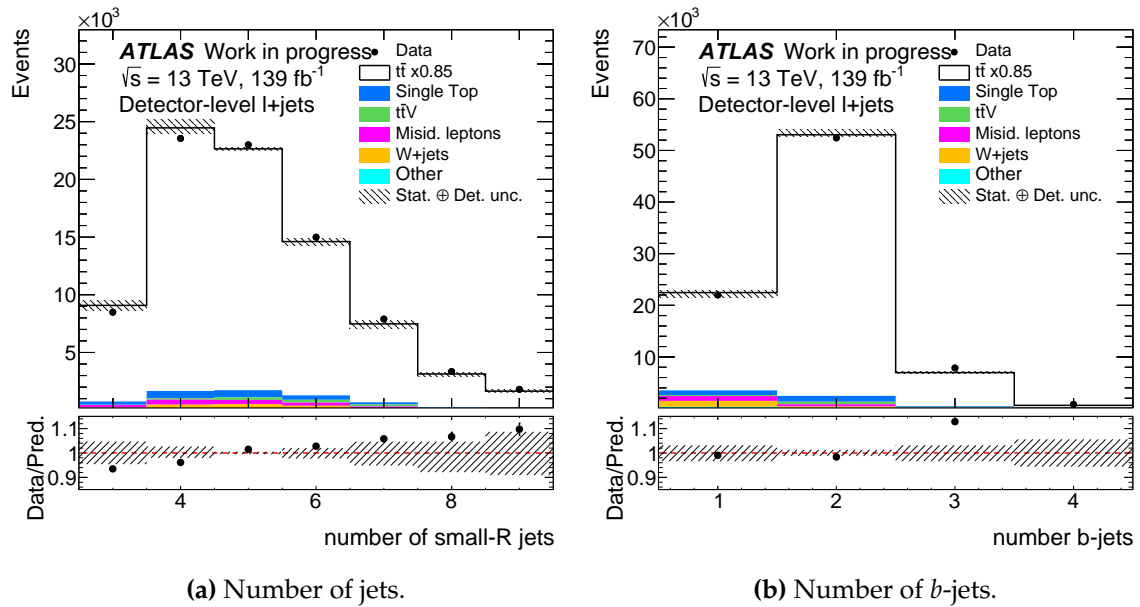 ×10³
Events
30
25
20
15
10
5
ATLAS Work in progress
√s = 13 TeV, 139 fb⁻¹
Detector-level l+jets
Data
tt̄ x0.85
Single Top
tt̄V
Misid. leptons
W+jets
Other
Stat. ⊕ Det. unc.
Data/Pred.
1.1
1
0.9
4
6
8
number of small-R jets
(a) Number of jets.
×10³
Events
70
60
50
40
30
20
10
ATLAS Work in progress
√s = 13 TeV, 139 fb⁻¹
Detector-level l+jets
Data
tt̄ x0.85
Single Top
tt̄V
Misid. leptons
W+jets
Other
Stat. ⊕ Det. unc.
Data/Pred.
1.1
1
0.9
1
2
3
4
number b-jets
(b) Number of b-jets.